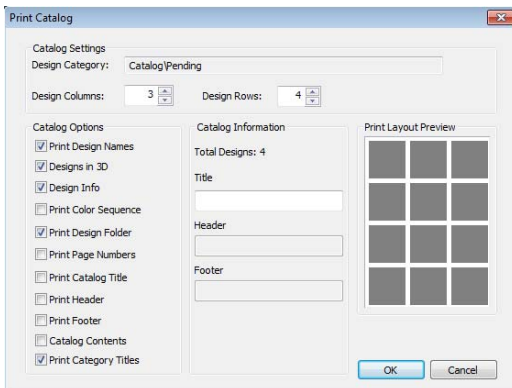 Print Catalog
Catalog Settings
Design Category: Catalog\Pending
Design Columns: 3 Design Rows: 4
Catalog Options
Print Design Names
Designs in 3D
Design Info
Print Color Sequence
Print Design Folder
Print Page Numbers
Print Catalog Title
Print Header
Print Footer
Catalog Contents
Print Category Titles
Catalog Information
Total Designs: 4
Title
Header
Footer
Print Layout Preview
OK Cancel